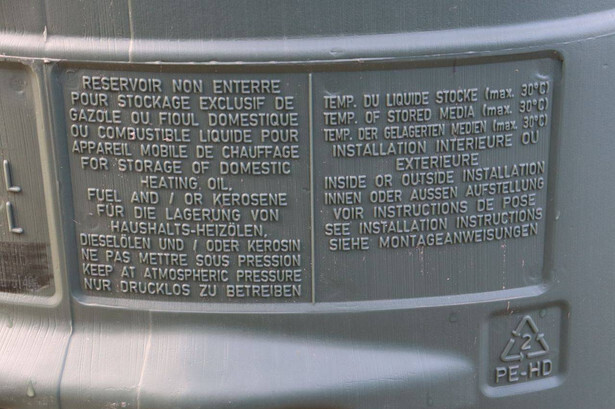 RESERVOIR NON ENTERRE
POUR STOCKAGE EXCLUSIF DE
GAZOLE OU FIOUL DOMESTIQUE
OU COMBUSTIBLE LIQUIDE POUR
APPAREIL MOBILE DE CHAUFFAGE
FOR STORAGE OF DOMESTIC
HEATING OIL,
FUEL AND / OR KEROSENE
FÜR DIE LAGERUNG VON
HAUSHALTS-HEIZÖLEN,
DIESELÖLEN UND / ODER KEROSIN
NE PAS METTRE SOUS PRESSION
KEEP AT ATMOSPHERIC PRESSURE
NUR DRUCKLOS ZU BETREIBEN
TEMP. DU LIQUIDE STOCKE (max. 30°C)
TEMP. OF STORED MEDIA (max. 30°C)
TEMP. DER GELAGERTEN MEDIEN (max. 30°C)
INSTALLATION INTERIEURE OU
EXTERIEURE
INSIDE OR OUTSIDE INSTALLATION
INNEN ODER AUSSEN AUFSTELLUNG
VOIR INSTRUCTIONS DE POSE
SEE INSTALLATION INSTRUCTIONS
SIEHE MONTAGEANWEISUNGEN
L
L
2
PE-HD